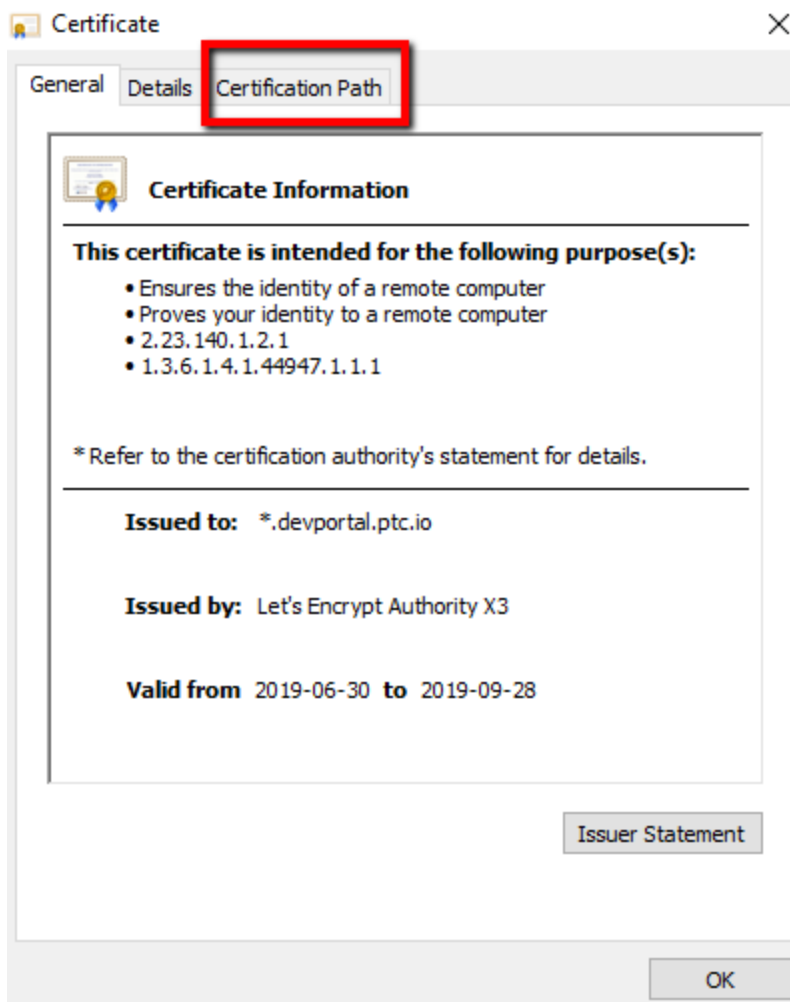 Certificate
General Details Certification Path
Certificate Information
This certificate is intended for the following purpose(s):
• Ensures the identity of a remote computer
• Proves your identity to a remote computer
• 2.23.140.1.2.1
• 1.3.6.1.4.1.44947.1.1.1
* Refer to the certification authority's statement for details.
Issued to: *.devportal.ptc.io
Issued by: Let's Encrypt Authority X3
Valid from 2019-06-30 to 2019-09-28
Issuer Statement
OK